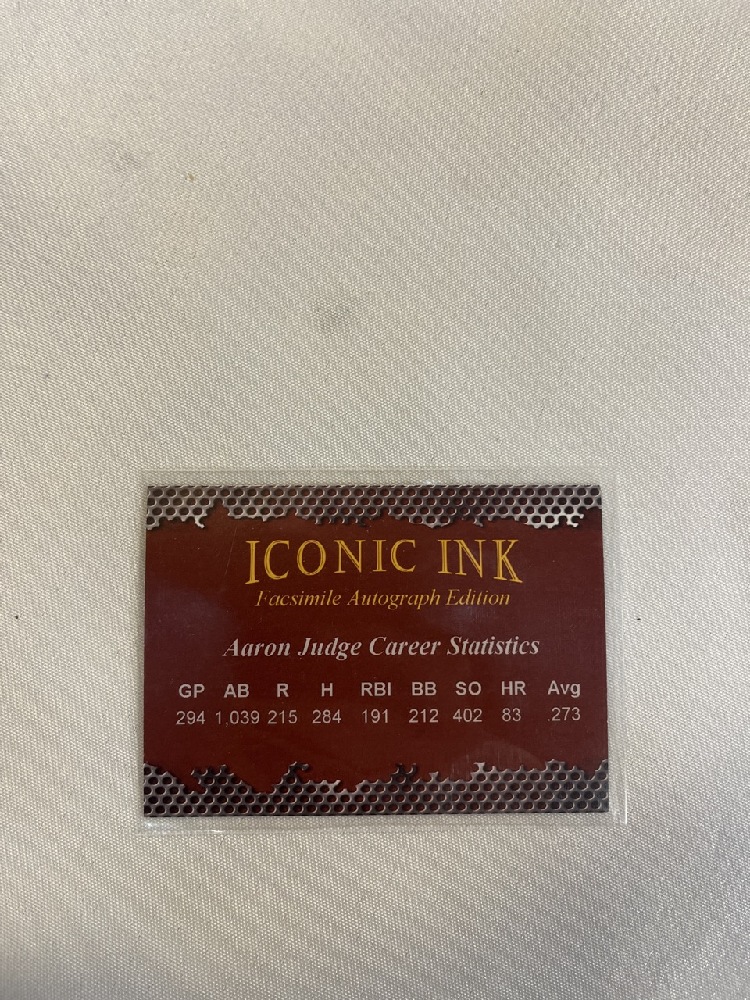 ICONIC INK
Facsimile Autograph Edition
Aaron Judge Career Statistics
GP AB R H RBI BB SO HR Avg
294 1,039 215 284 191 212 402 83 .273